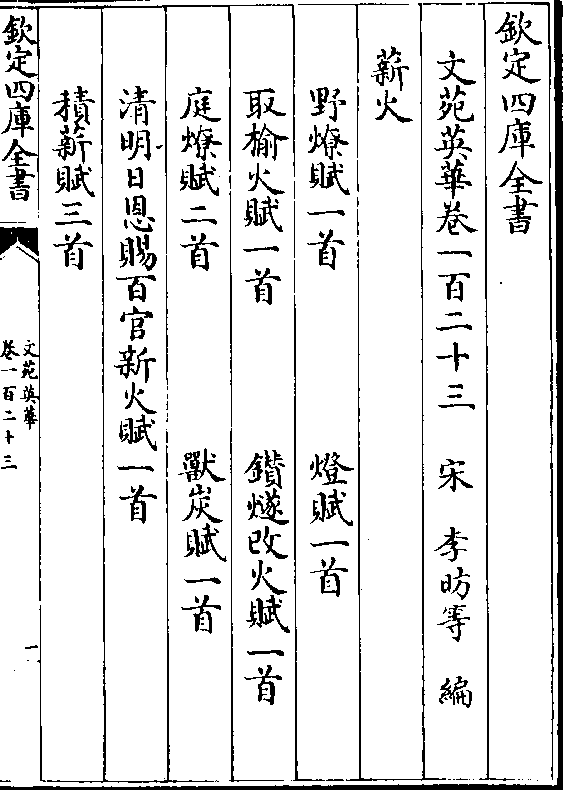 欽定四庫全書
文苑英華卷一百二十三 宋 李昉等 編
薪火
野燎賦一首 燈賦一首
取榆火賦一首 鑚燧改火賦一首
庭燎賦二首 獸炭賦一首
清明日恩賜百官新火賦一首
積薪賦三首
欽定四庫全書
文苑英華
卷一百二十三
一